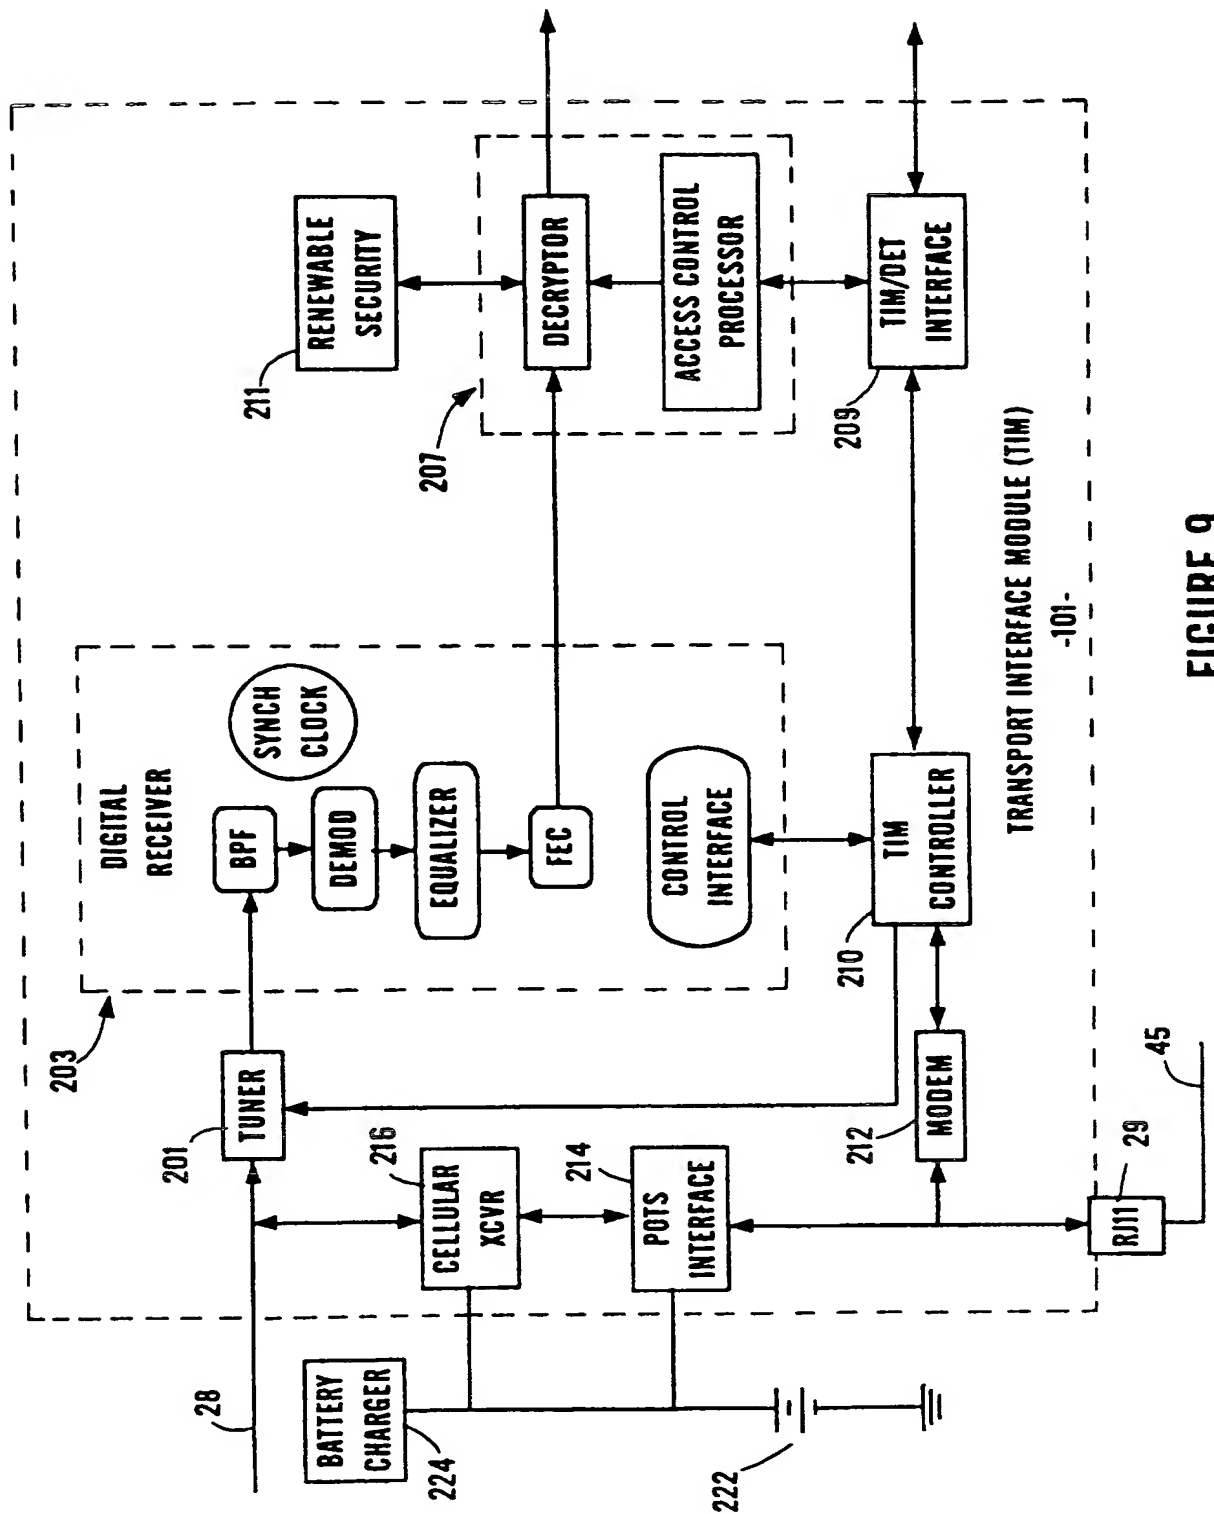 28
BATTERY
CHARGER
224
222
201
TUNER
216
CELLULAR
XCVR
214
POTS
INTERFACE
212
MODEM
29
RJ11
45
203
DIGITAL
RECEIVER
BPF
DEMOD
EQUALIZER
FEC
SYNCH
CLOCK
CONTROL
INTERFACE
210
TIM
CONTROLLER
211
RENEWABLE
SECURITY
207
DECRYPTOR
ACCESS CONTROL
PROCESSOR
209
TIM/DET
INTERFACE
TRANSPORT INTERFACE MODULE (TIM)
-101-
FIGURE 9